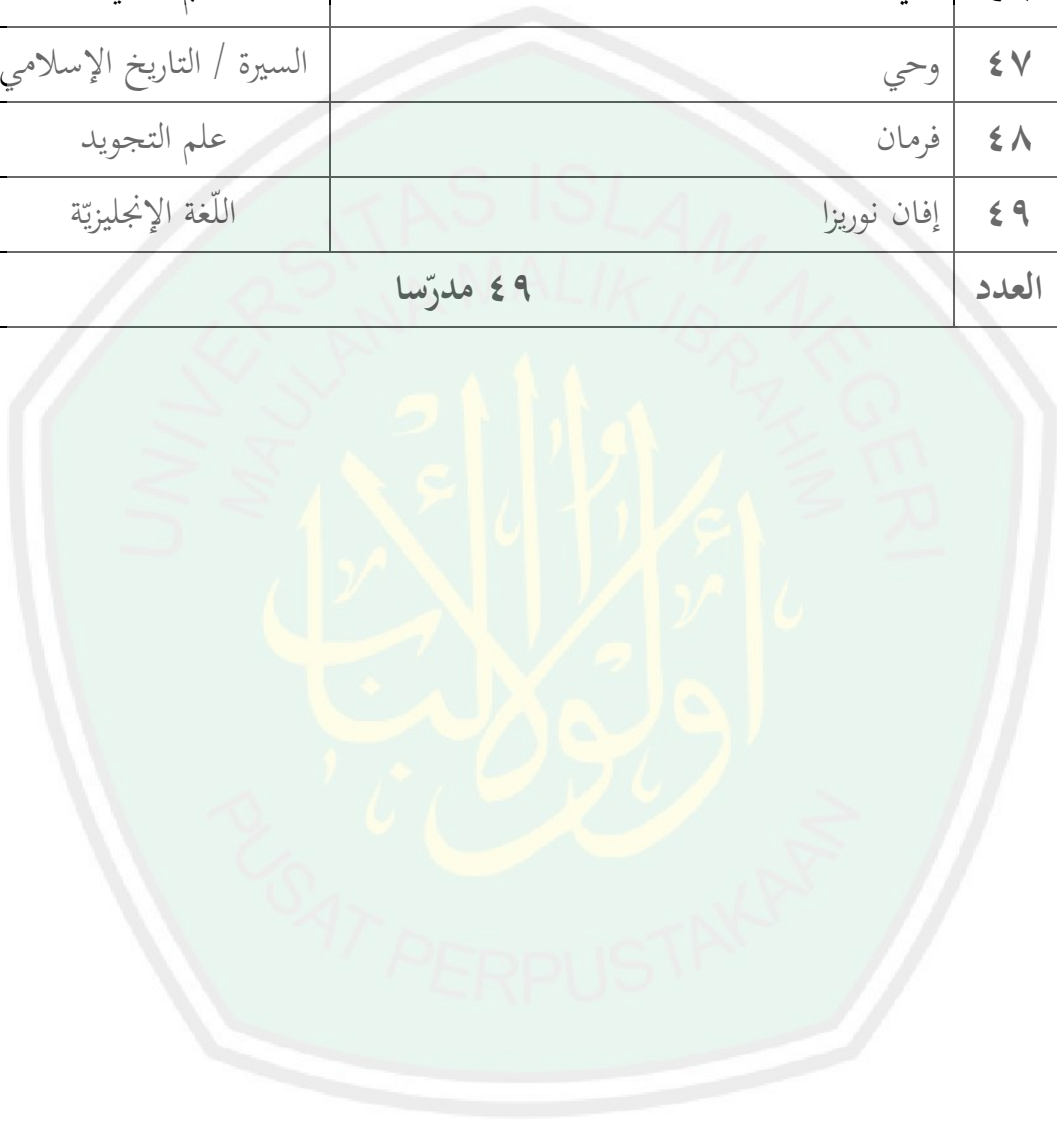 ٤٧ وحي السيرة / التاريخ الإسلامي
٤٨ فرمان علم التجويد
٤٩ إفان نوريزا اللّغة الإنجليزيّة
العدد ٤٩ مدرّسا
UNIVERSITAS ISLAM NEGERI
MAULANA MALIK IBRAHIM
PUSAT PERPUSTAKAAN